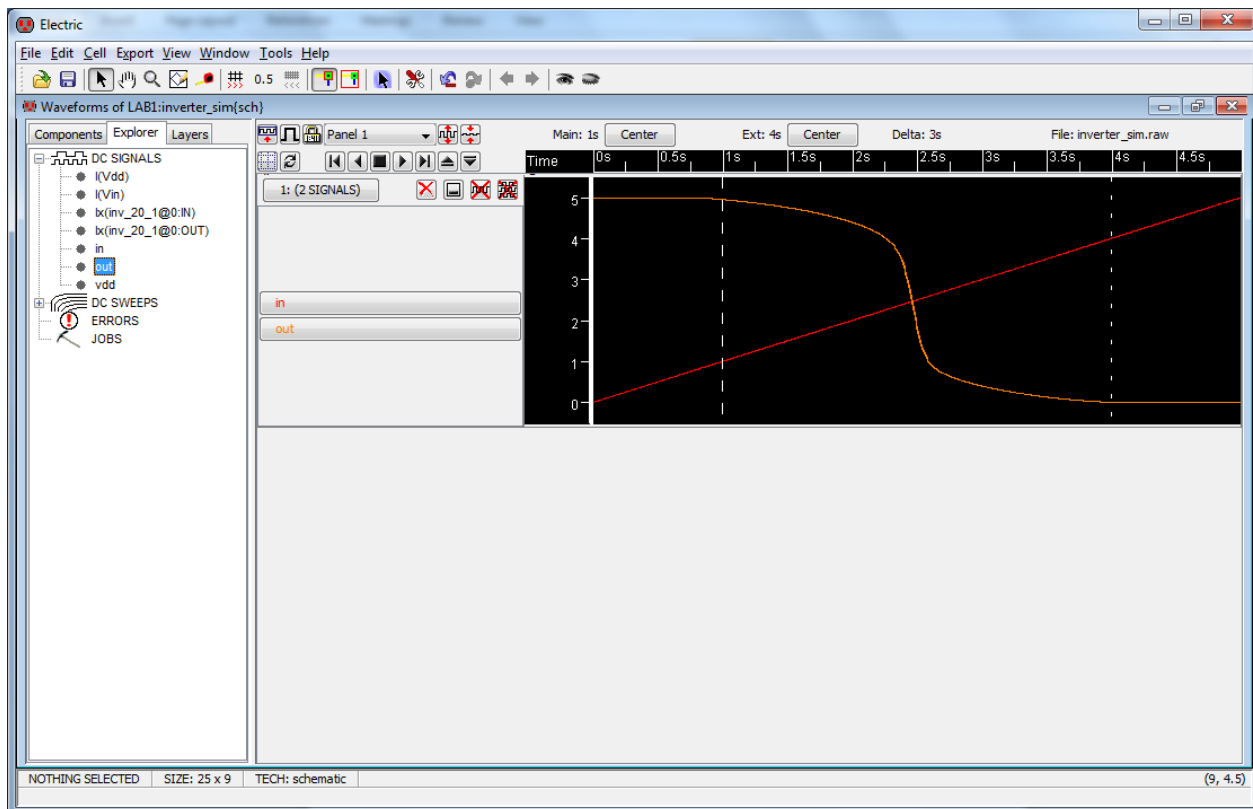 Electric
File Edit Cell Export View Window Tools Help
0.5
Waveforms of LAB1:inverter_sim{sch}
Components Explorer Layers
DC SIGNALS
I(Vdd)
I(Vin)
Ix(inv_20_1@0:IN)
Ix(inv_20_1@0:OUT)
in
out
vdd
DC SWEEPS
ERRORS
JOBS
Panel 1
Main: 1s Center Ext: 4s Center Delta: 3s File: inverter_sim.raw
Time 0s 0.5s 1s 1.5s 2s 2.5s 3s 3.5s 4s 4.5s
1: (2 SIGNALS)
in
out
5
4
3
2
1
0
NOTHING SELECTED SIZE: 25 x 9 TECH: schematic (9, 4.5)